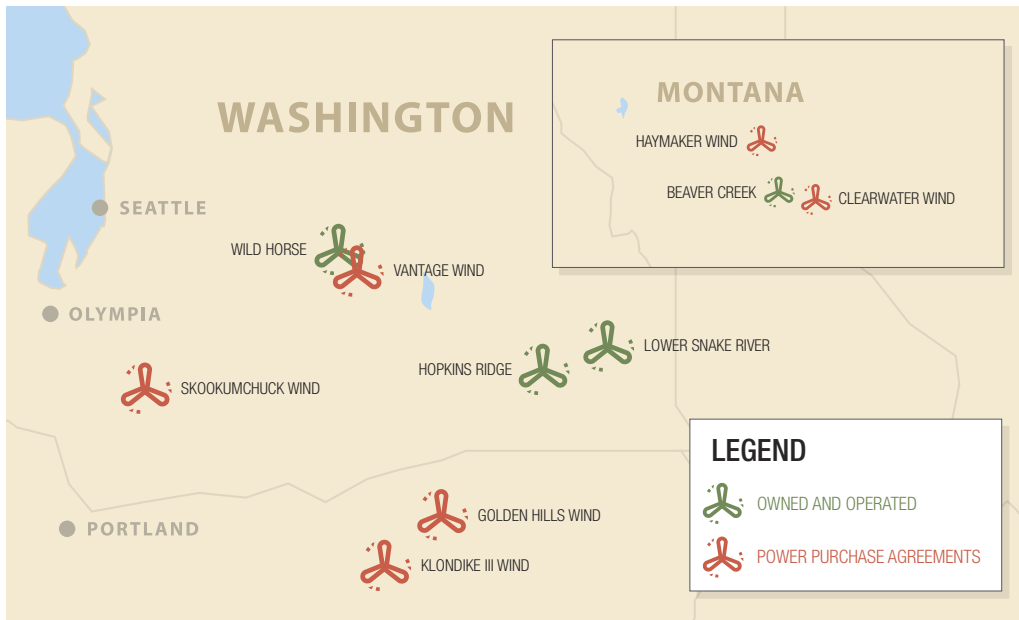 WASHINGTON
MONTANA
HAYMAKER WIND
BEAVER CREEK
CLEARWATER WIND
SEATTLE
WILD HORSE
VANTAGE WIND
OLYMPIA
LOWER SNAKE RIVER
HOPKINS RIDGE
SKOOKUMCHUCK WIND
LEGEND
OWNED AND OPERATED
POWER PURCHASE AGREEMENTS
GOLDEN HILLS WIND
PORTLAND
KLONDIKE III WIND